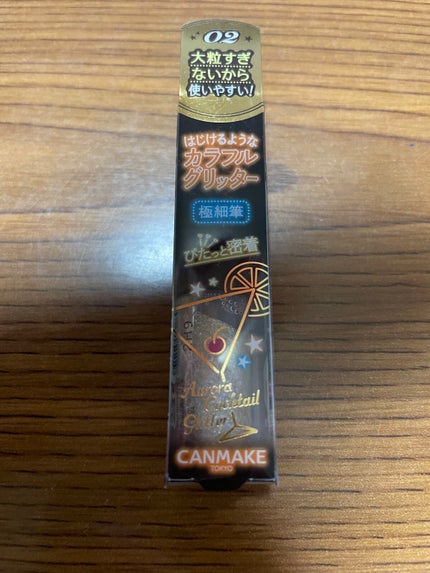 02
大粒すぎ
ないから
使いやすい!
はじけるような
カラフル
グリッター
極細筆
ぴたっと密着
Aurora
Cocktail
Glitter
CANMAKE
TOKYO